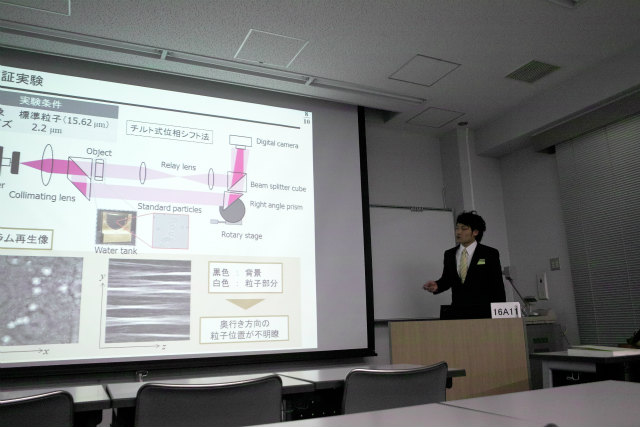 証実験
8
10
実験条件
標準粒子(15.62 μm)
ズ 2.2 μm
チルト式位相シフト法
Digital camera
Object
Relay lens
Collimating lens
Beam splitter cube
Right angle prism
Standard particles
Rotary stage
Water tank
ラム再生像
黒色 : 背景
白色 : 粒子部分
奥行き方向の
粒子位置が不明瞭
y
x
z
16A11